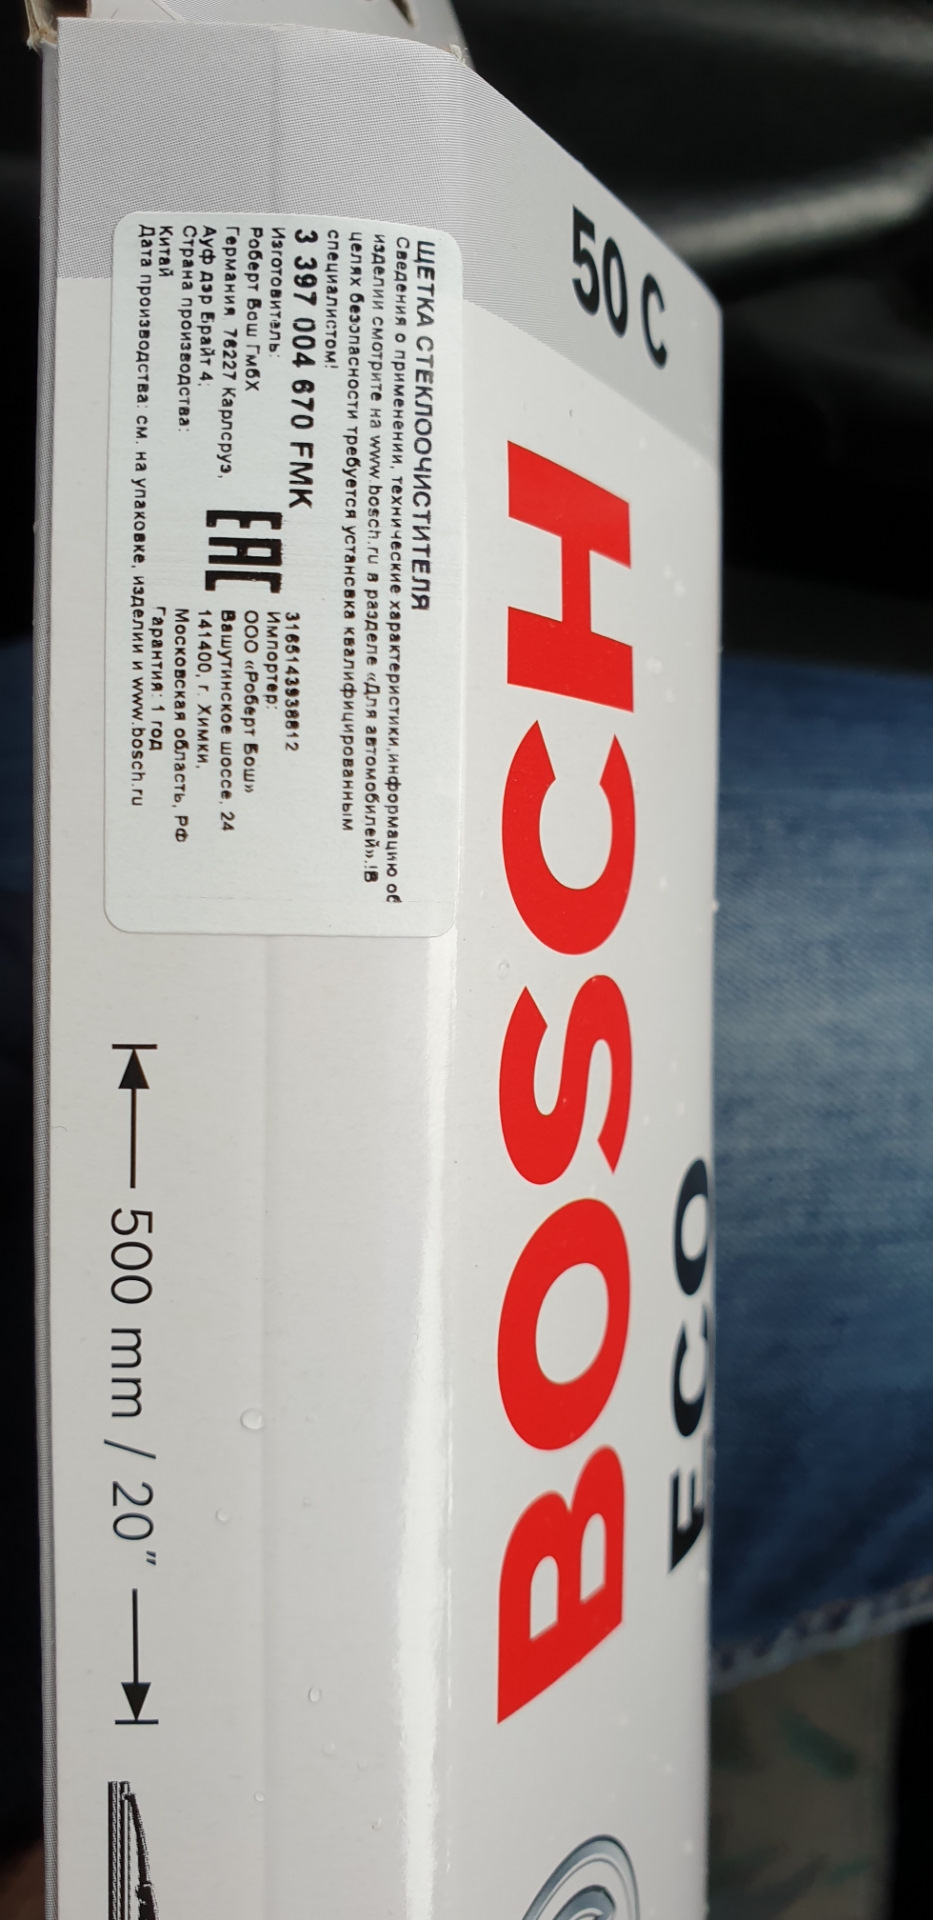 50 C
BOSCH
ECO
ЩЕТКА СТЕКЛООЧИСТИТЕЛЯ
Сведения о применении, технические характеристики,информацию об
изделии смотрите на www.bosch.ru в разделе «Для автомобилей».!В
целях безопасности требуется установка квалифицированным
специалистом!
3 397 004 670 FMK
Изготовитель:
Роберт Бош ГмбХ
Германия, 76227 Карлсруэ,
Ауф дэр Брайт 4;
Страна производства:
Китай
EAC
3165143938812
Импортер:
ООО «Роберт Бош»
Вашутинское шоссе, 24
141400, г. Химки,
Московская область, РФ
Гарантия: 1 год
Дата производства: см. на упаковке, изделии и www.bosch.ru
500 mm / 20"